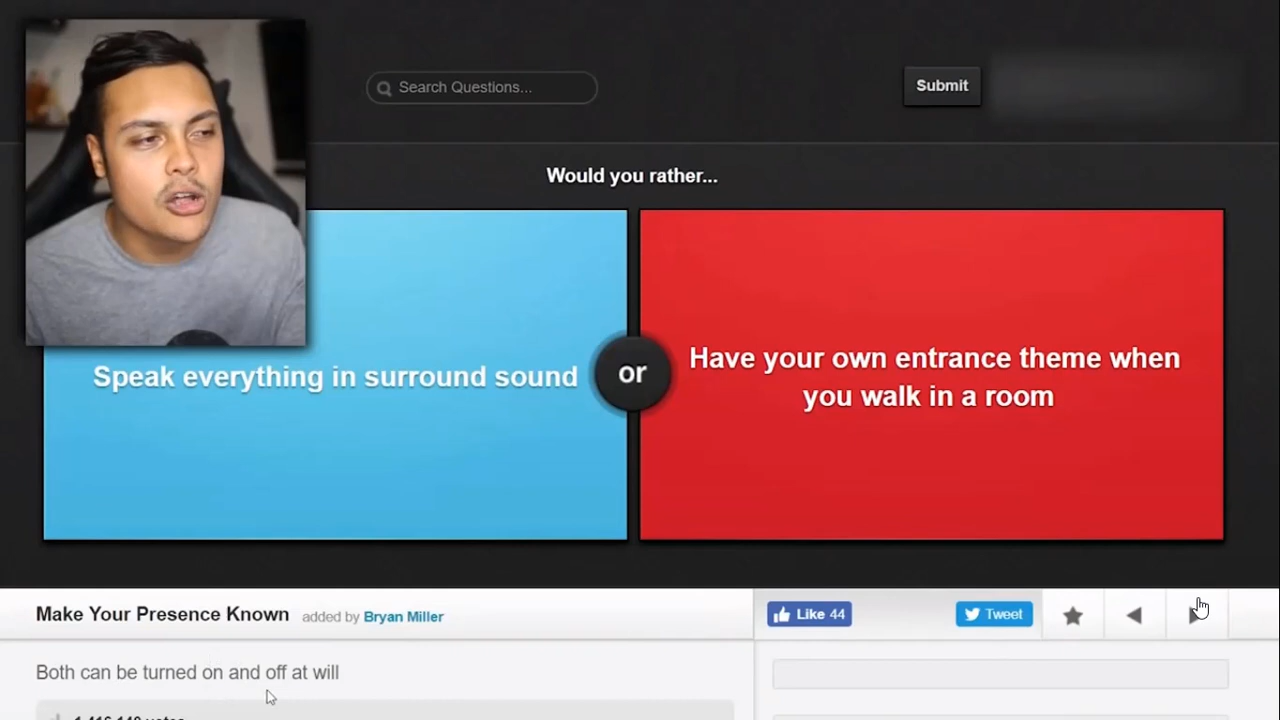 Search Questions...
Submit
Would you rather...
Speak everything in surround sound
or
Have your own entrance theme when
you walk in a room
Make Your Presence Known added by Bryan Miller
Like 44
Tweet
Both can be turned on and off at will